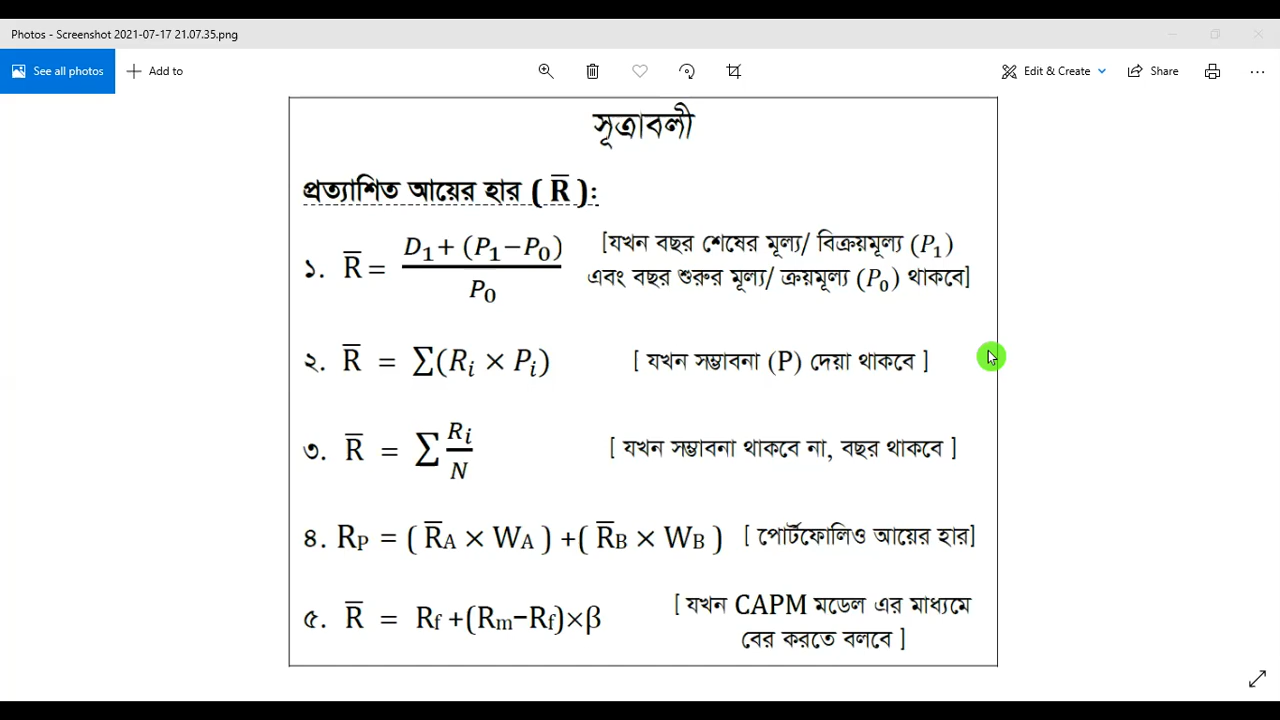 Photos - Screenshot 2021-07-17 21.07.35.png
See all photos
Add to
Edit & Create
Share
সূত্রাবলী
প্রত্যাশিত আয়ের হার ( R̅ ):
১. R̅ = (D₁ + (P₁−P₀)) / P₀ [যখন বছর শেষের মূল্য/ বিক্রয়মূল্য (P₁)
এবং বছর শুরুর মূল্য/ ক্রয়মূল্য (P₀) থাকবে]
২. R̅ = ∑(Rᵢ × Pᵢ) [ যখন সম্ভাবনা (P) দেয়া থাকবে ]
৩. R̅ = ∑ Rᵢ/N [ যখন সম্ভাবনা থাকবে না, বছর থাকবে ]
৪. RP = ( R̅A × WA ) +( R̅B × WB ) [ পোর্টফোলিও আয়ের হার]
৫. R̅ = Rf +(Rm−Rf)×β [ যখন CAPM মডেল এর মাধ্যমে
বের করতে বলবে ]